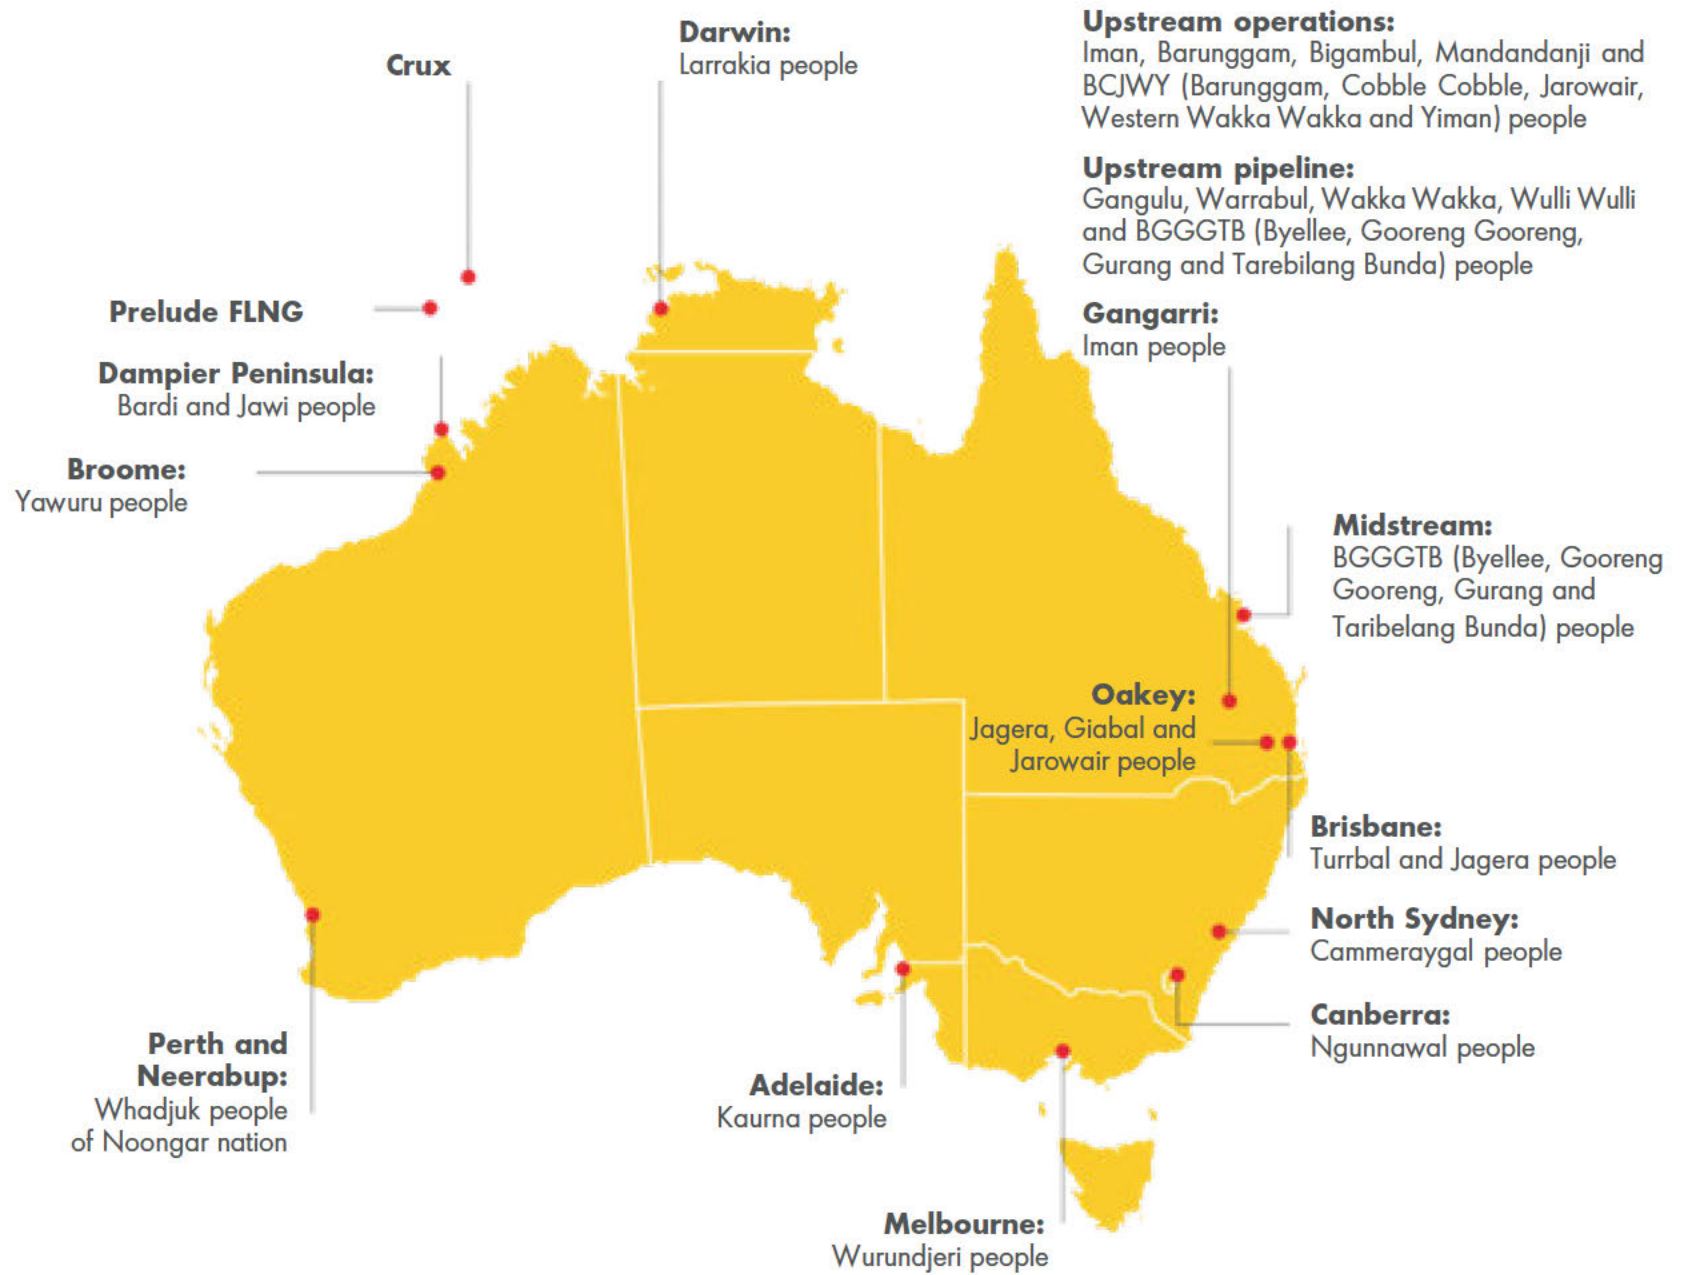 Crux
Darwin:
Larrakia people
Upstream operations:
Iman, Barunggam, Bigambul, Mandandanji and
BCJWY (Barunggam, Cobble Cobble, Jarowair,
Western Wakka Wakka and Yiman) people
Upstream pipeline:
Gangulu, Warrabul, Wakka Wakka, Wulli Wulli
and BGGGTB (Byellee, Gooreng Gooreng,
Gurang and Tarebilang Bunda) people
Gangarri:
Iman people
Prelude FLNG
Dampier Peninsula:
Bardi and Jawi people
Broome:
Yawuru people
Midstream:
BGGGTB (Byellee, Gooreng
Gooreng, Gurang and
Taribelang Bunda) people
Oakey:
Jagera, Giabal and
Jarowair people
Brisbane:
Turrbal and Jagera people
North Sydney:
Cammeraygal people
Canberra:
Ngunnawal people
Perth and
Neerabup:
Whadjuk people
of Noongar nation
Adelaide:
Kaurna people
Melbourne:
Wurundjeri people